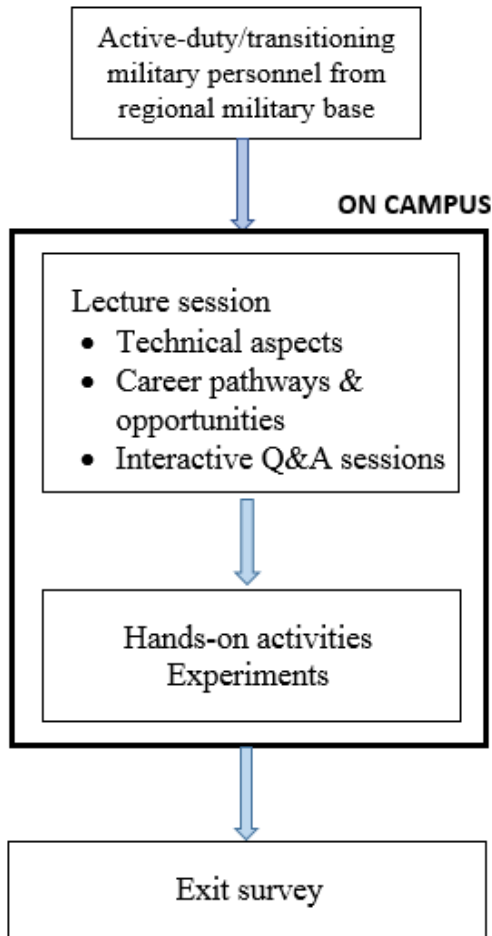 Active-duty/transitioning
military personnel from
regional military base
ON CAMPUS
Lecture session
• Technical aspects
• Career pathways &
opportunities
• Interactive Q&A sessions
Hands-on activities
Experiments
Exit survey